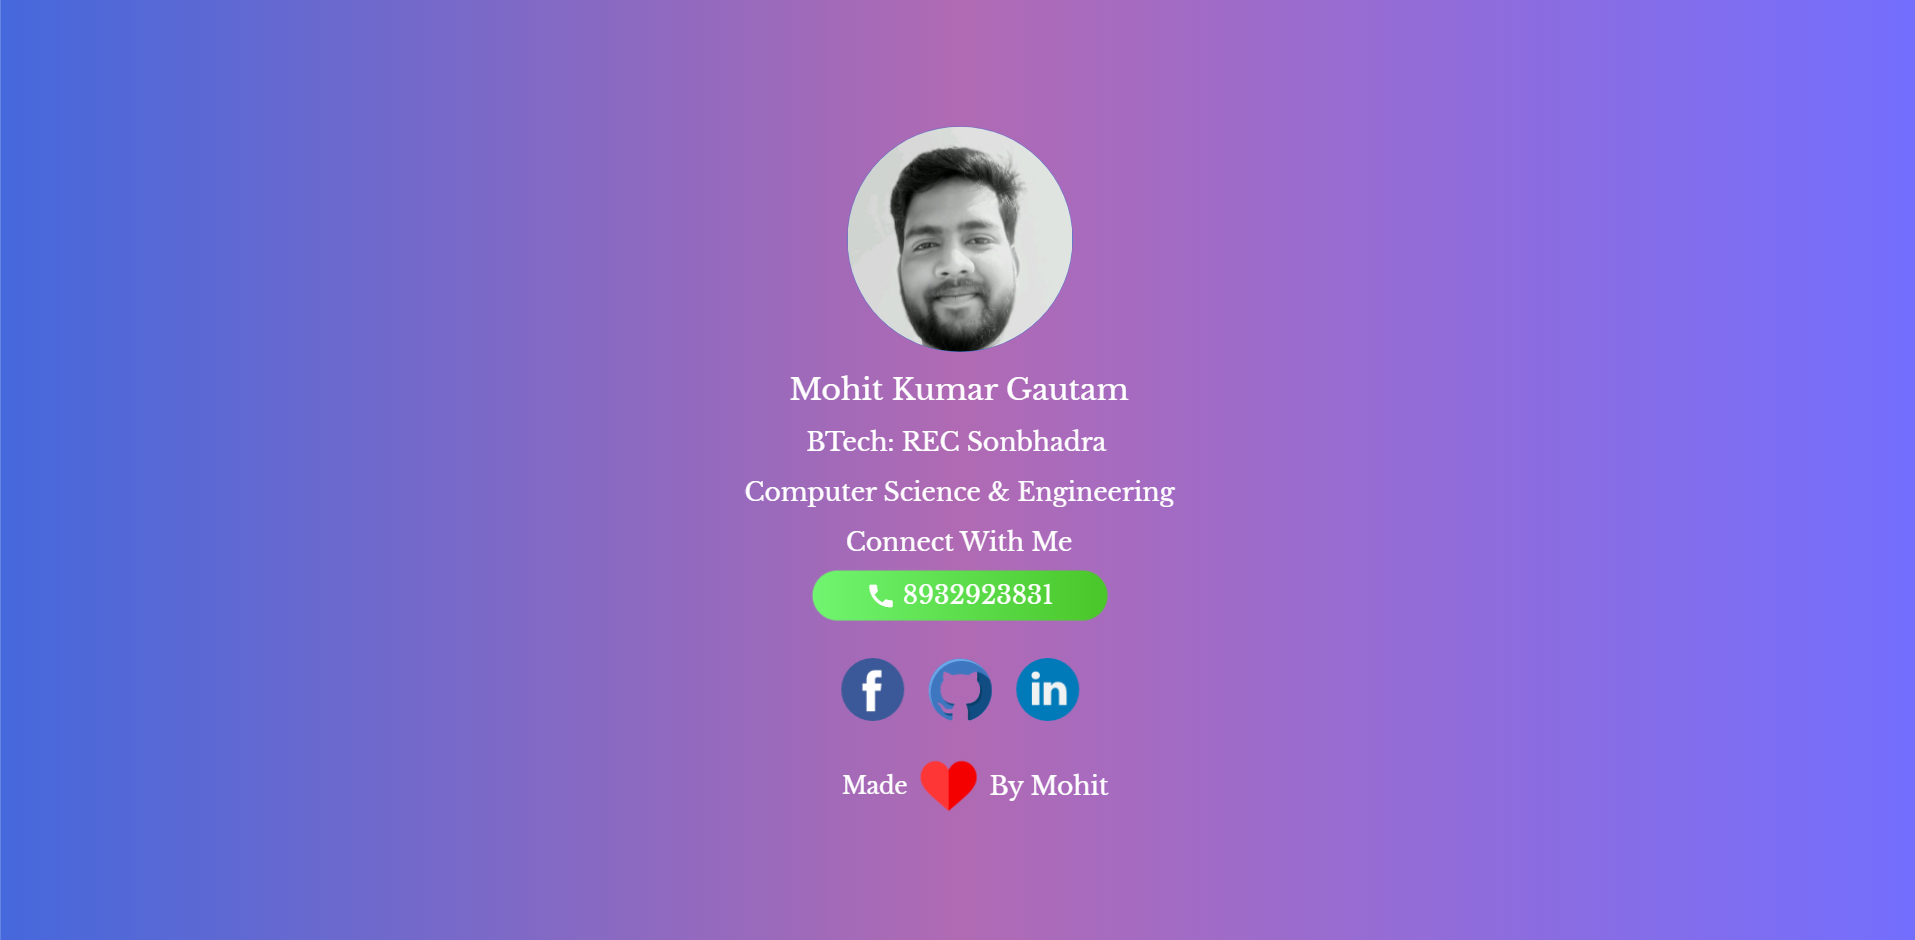 Mohit Kumar Gautam
BTech: REC Sonbhadra
Computer Science & Engineering
Connect With Me
8932923831
f in
Made By Mohit